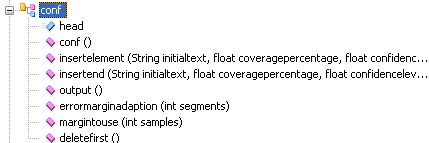 conf
head
conf ()
insertelement (String initialtext, float coveragepercentage, float confidenc...
insertend (String initialtext, float coveragepercentage, float confidencelev...
output ()
errormarginadaption (int segments)
margintouse (int samples)
deletefirst ()